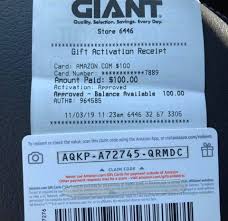 GIANT
Quality. Selection. Savings. Every Day.
Store 6446
Gift Activation Receipt
Card: AMAZON.COM $100
Card Number: ############7889
Amount Paid: $100.00
Activation: Approved
Approved - Balance Available 100.00
AUTH#: 964585
11/03/19 11:23am 6446 32 67 3306
AQKP-A72745-QRMDC
CLAIM CODE